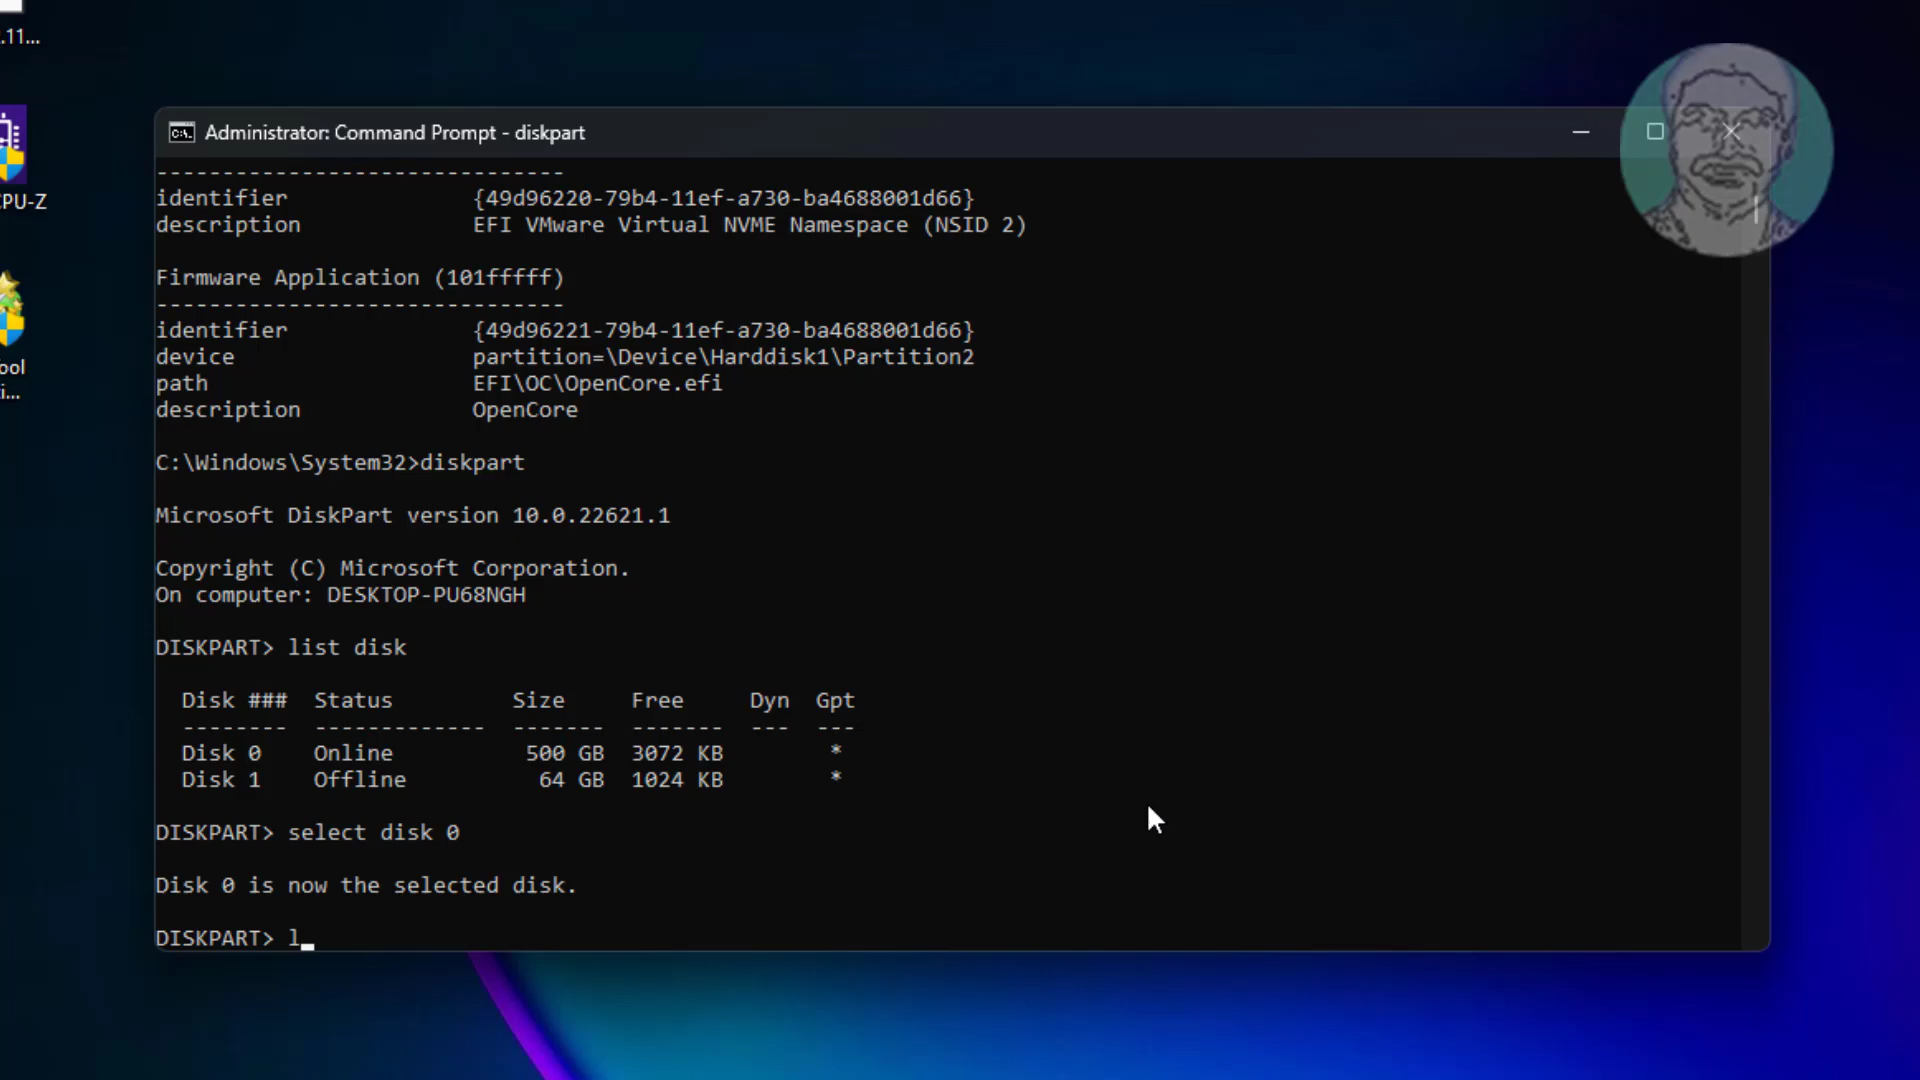 .11...
CPU-Z
ool
i...
Administrator: Command Prompt - diskpart
-------------------------------
identifier {49d96220-79b4-11ef-a730-ba4688001d66}
description EFI VMware Virtual NVME Namespace (NSID 2)
Firmware Application (101fffff)
-------------------------------
identifier {49d96221-79b4-11ef-a730-ba4688001d66}
device partition=\Device\Harddisk1\Partition2
path EFI\OC\OpenCore.efi
description OpenCore
C:\Windows\System32>diskpart
Microsoft DiskPart version 10.0.22621.1
Copyright (C) Microsoft Corporation.
On computer: DESKTOP-PU68NGH
DISKPART> list disk
Disk ### Status Size Free Dyn Gpt
-------- ------------- ------- ------- --- ---
Disk 0 Online 500 GB 3072 KB *
Disk 1 Offline 64 GB 1024 KB *
DISKPART> select disk 0
Disk 0 is now the selected disk.
DISKPART> l_